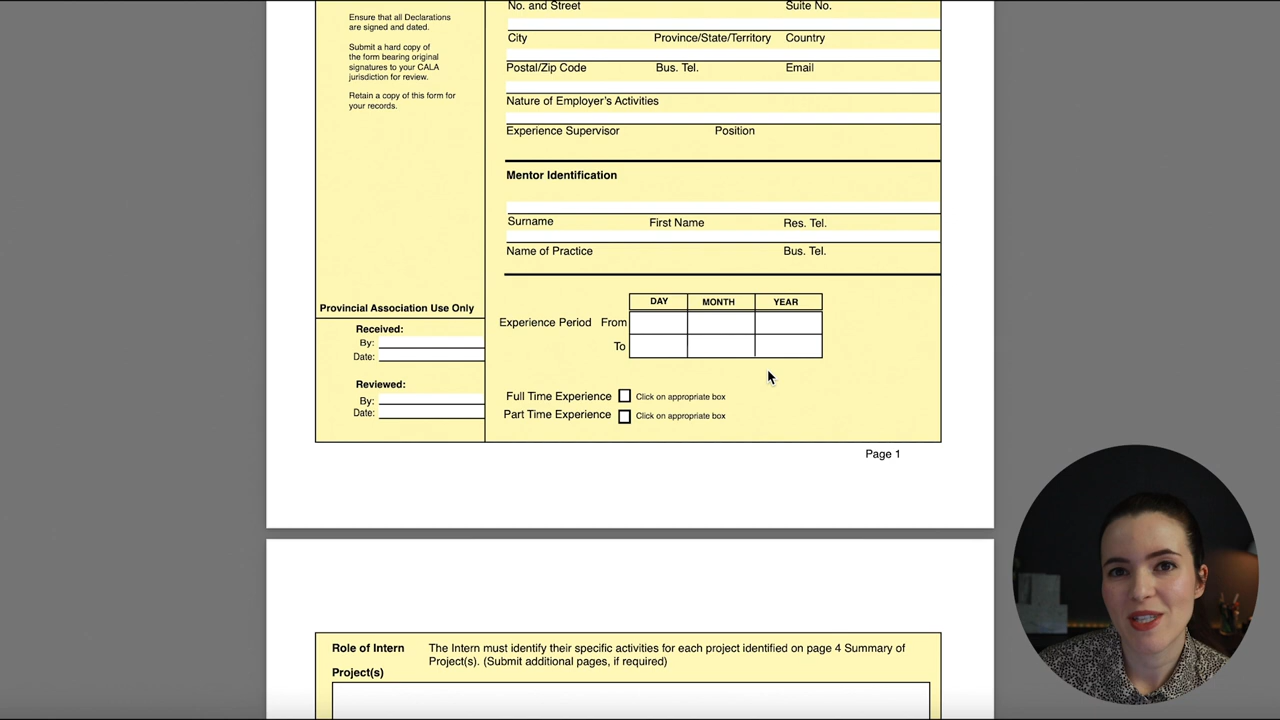 Ensure that all Declarations
are signed and dated.
Submit a hard copy of
the form bearing original
signatures to your CALA
jurisdiction for review.
Retain a copy of this form for
your records.
Provincial Association Use Only
Received:
By:
Date:
Reviewed:
By:
Date:
No. and Street Suite No.
City Province/State/Territory Country
Postal/Zip Code Bus. Tel. Email
Nature of Employer's Activities
Experience Supervisor Position
Mentor Identification
Surname First Name Res. Tel.
Name of Practice Bus. Tel.
DAY MONTH YEAR
Experience Period From
To
Full Time Experience Click on appropriate box
Part Time Experience Click on appropriate box
Page 1
Role of Intern The Intern must identify their specific activities for each project identified on page 4 Summary of
Project(s). (Submit additional pages, if required)
Project(s)